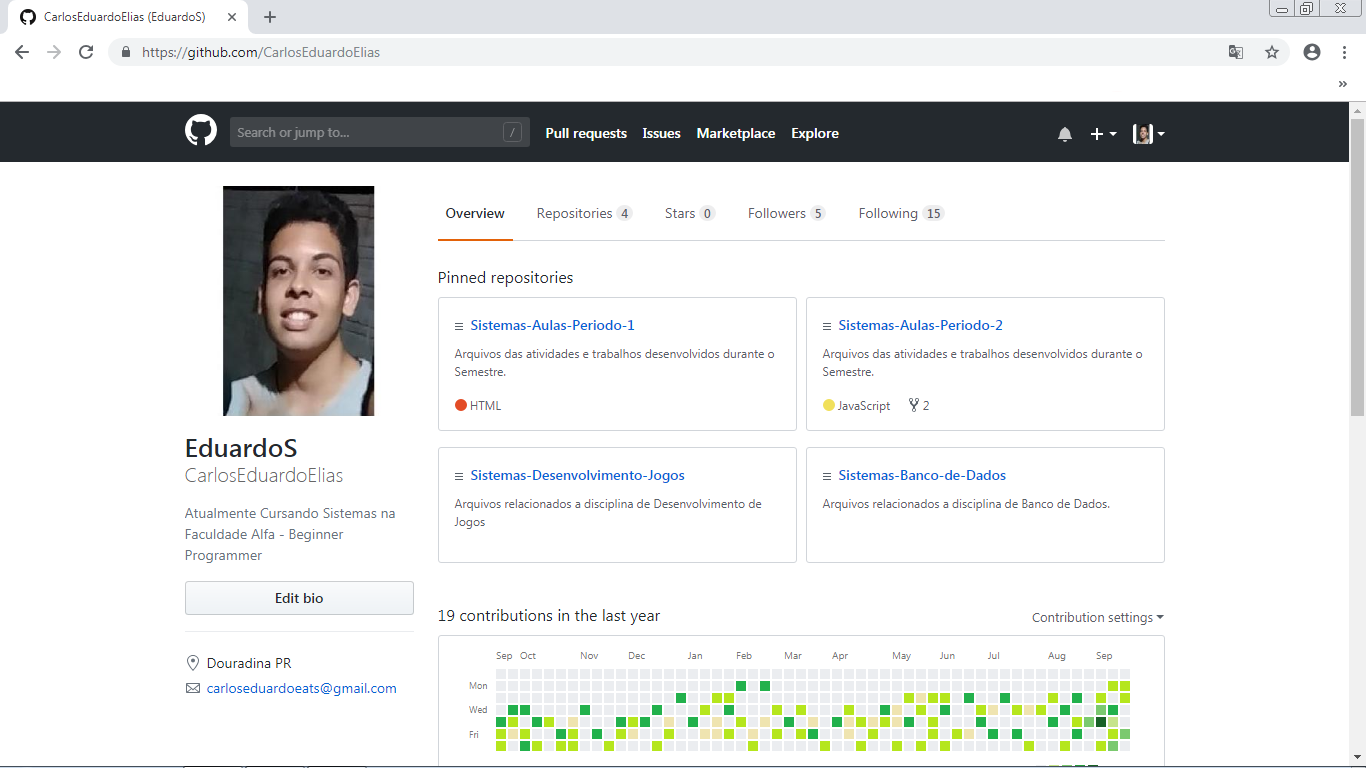 CarlosEduardoElias (EduardoS)
https://github.com/CarlosEduardoElias
Search or jump to... /
Pull requests Issues Marketplace Explore
Overview Repositories 4 Stars 0 Followers 5 Following 15
Pinned repositories
Sistemas-Aulas-Periodo-1
Arquivos das atividades e trabalhos desenvolvidos durante o
Semestre.
HTML
Sistemas-Aulas-Periodo-2
Arquivos das atividades e trabalhos desenvolvidos durante o
Semestre.
JavaScript 2
Sistemas-Desenvolvimento-Jogos
Arquivos relacionados a disciplina de Desenvolvimento de
Jogos
Sistemas-Banco-de-Dados
Arquivos relacionados a disciplina de Banco de Dados.
EduardoS
CarlosEduardoElias
Atualmente Cursando Sistemas na
Faculdade Alfa - Beginner
Programmer
Edit bio
Douradina PR
carloseduardoeats@gmail.com
19 contributions in the last year
Contribution settings
Sep Oct Nov Dec Jan Feb Mar Apr May Jun Jul Aug Sep
Mon
Wed
Fri